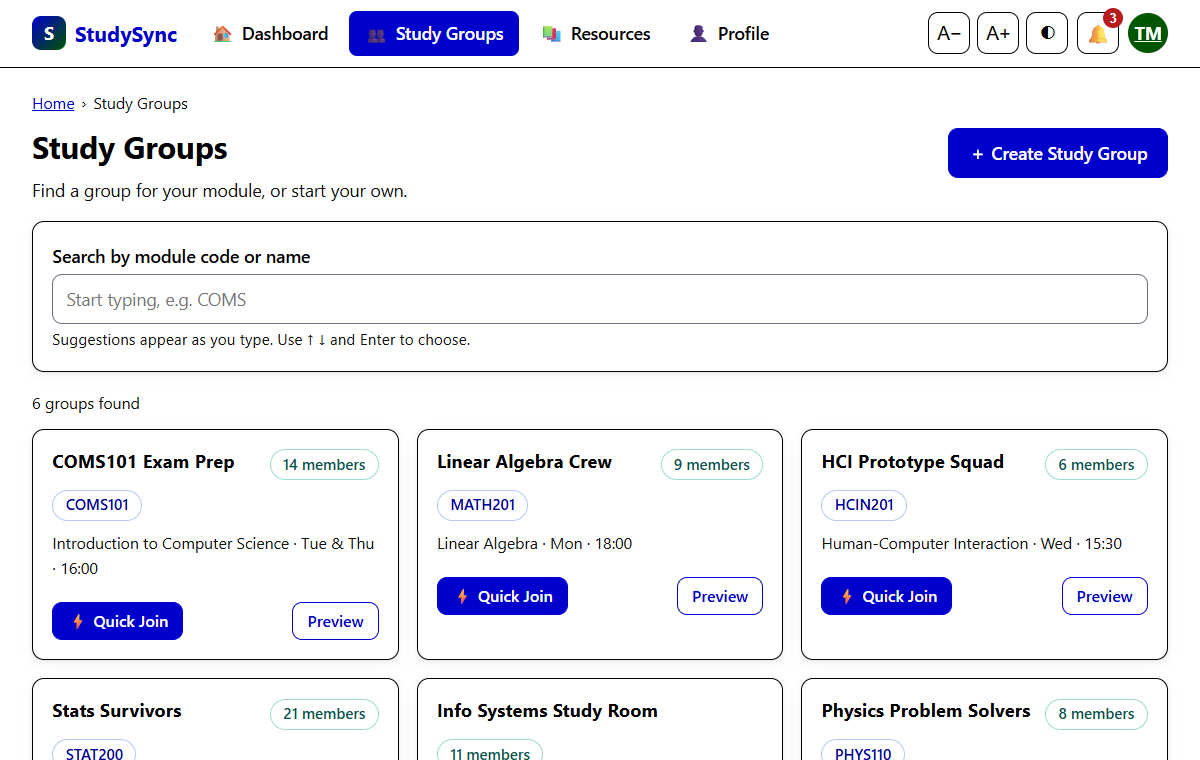 S StudySync Dashboard Study Groups Resources Profile A− A+ 3 TM
Home › Study Groups
Study Groups
+ Create Study Group
Find a group for your module, or start your own.
Search by module code or name
Start typing, e.g. COMS
Suggestions appear as you type. Use ↑ ↓ and Enter to choose.
6 groups found
COMS101 Exam Prep
14 members
COMS101
Introduction to Computer Science · Tue & Thu
· 16:00
Quick Join
Preview
Linear Algebra Crew
9 members
MATH201
Linear Algebra · Mon · 18:00
Quick Join
Preview
HCI Prototype Squad
6 members
HCIN201
Human-Computer Interaction · Wed · 15:30
Quick Join
Preview
Stats Survivors
21 members
STAT200
Info Systems Study Room
11 members
Physics Problem Solvers
8 members
PHYS110